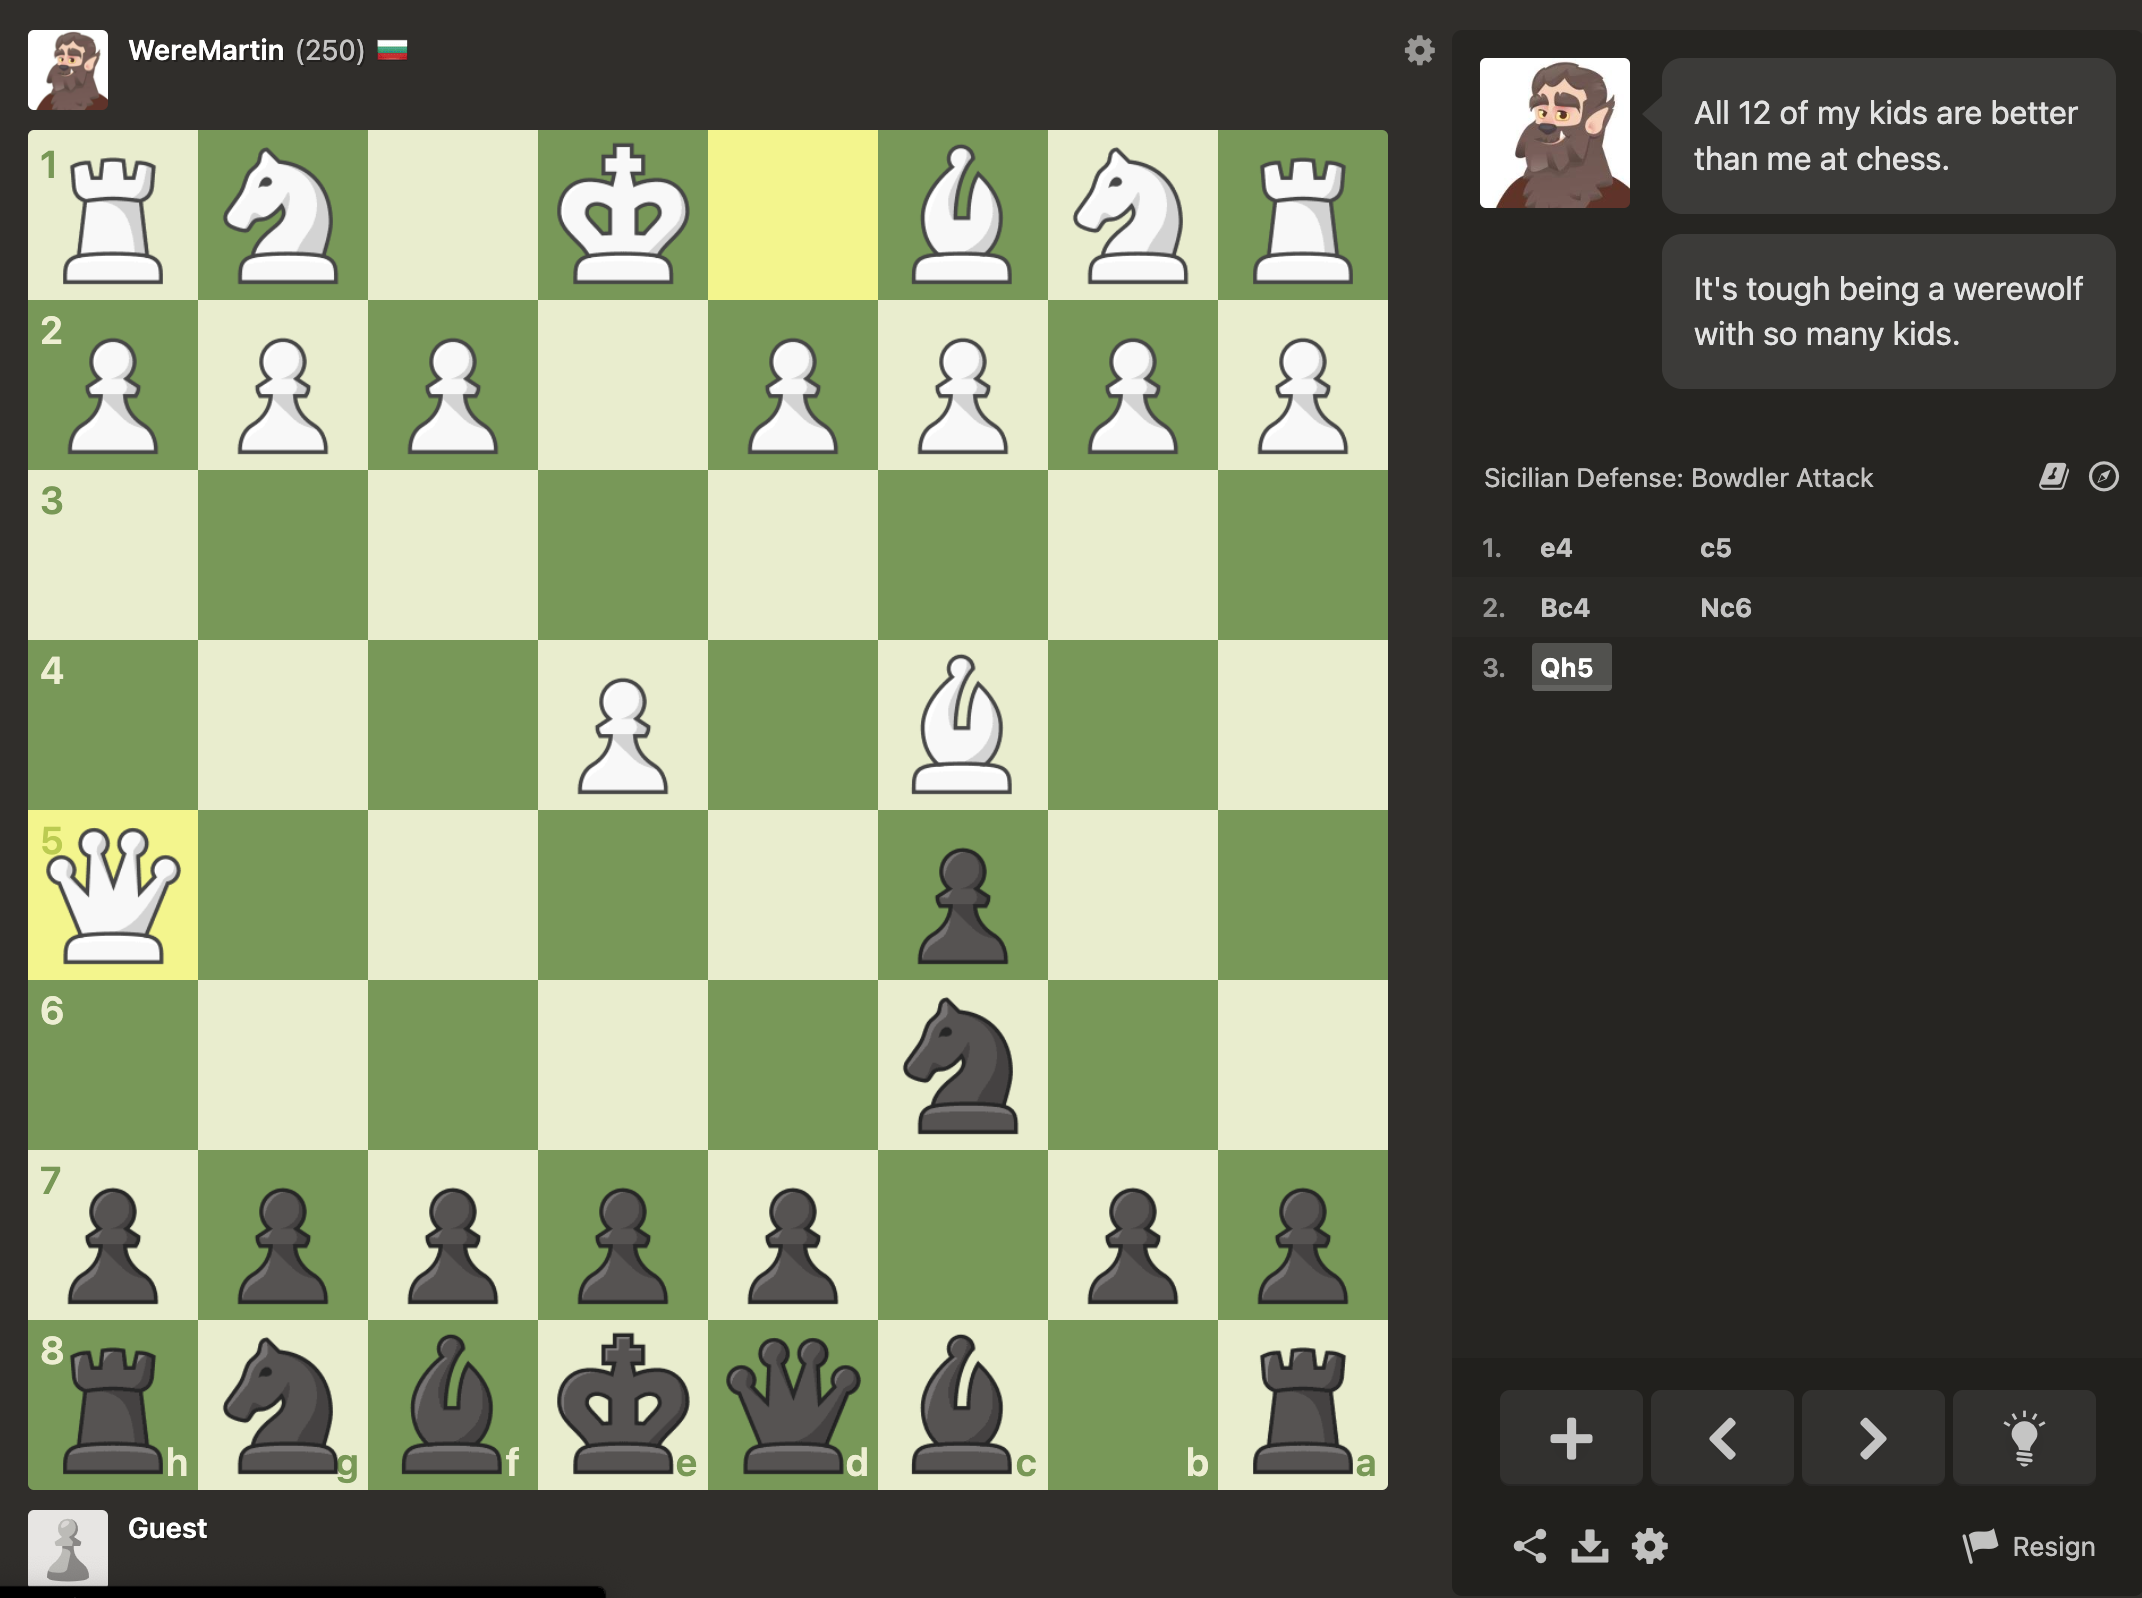 WereMartin (250)
All 12 of my kids are better
than me at chess.
It's tough being a werewolf
with so many kids.
Sicilian Defense: Bowdler Attack
1. e4 c5
2. Bc4 Nc6
3. Qh5
1
2
3
4
5
6
7
8
h g f e d c b a
Guest
Resign